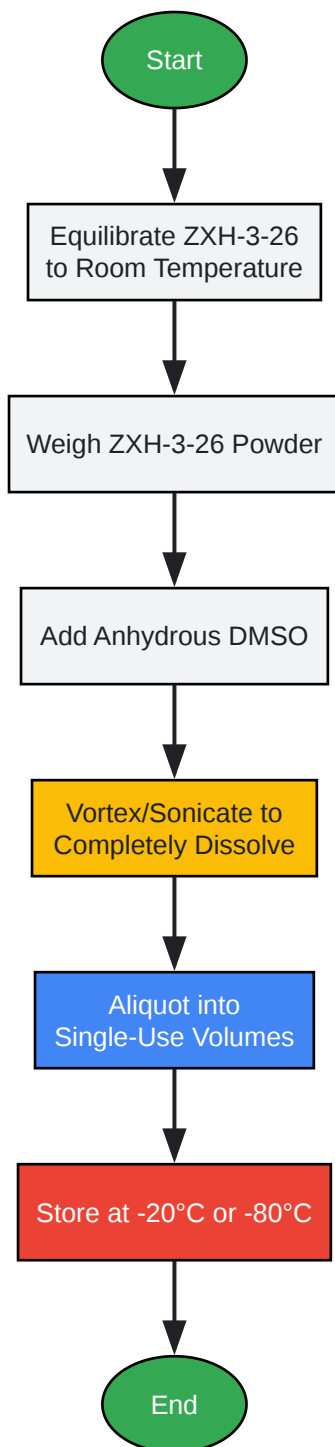 Start
Equilibrate ZXH-3-26
to Room Temperature
Weigh ZXH-3-26 Powder
Add Anhydrous DMSO
Vortex/Sonicate to
Completely Dissolve
Aliquot into
Single-Use Volumes
Store at -20°C or -80°C
End